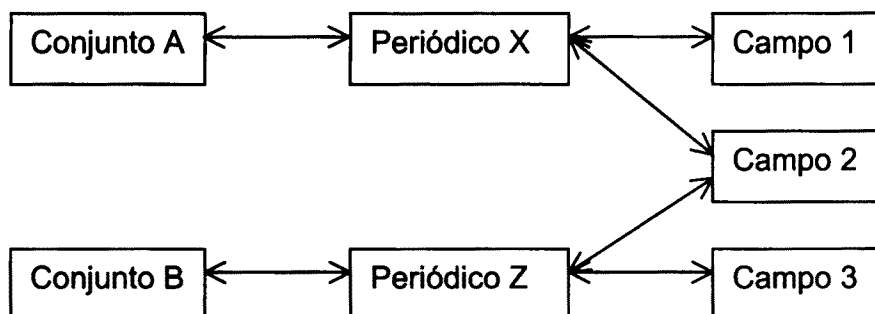 Conjunto A
Periódico X
Campo 1
Campo 2
Conjunto B
Periódico Z
Campo 3